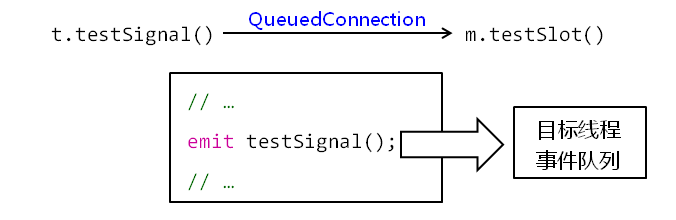 QueuedConnection
t.testSignal()
m.testSlot()
// …
emit testSignal();
// …
目标线程
事件队列